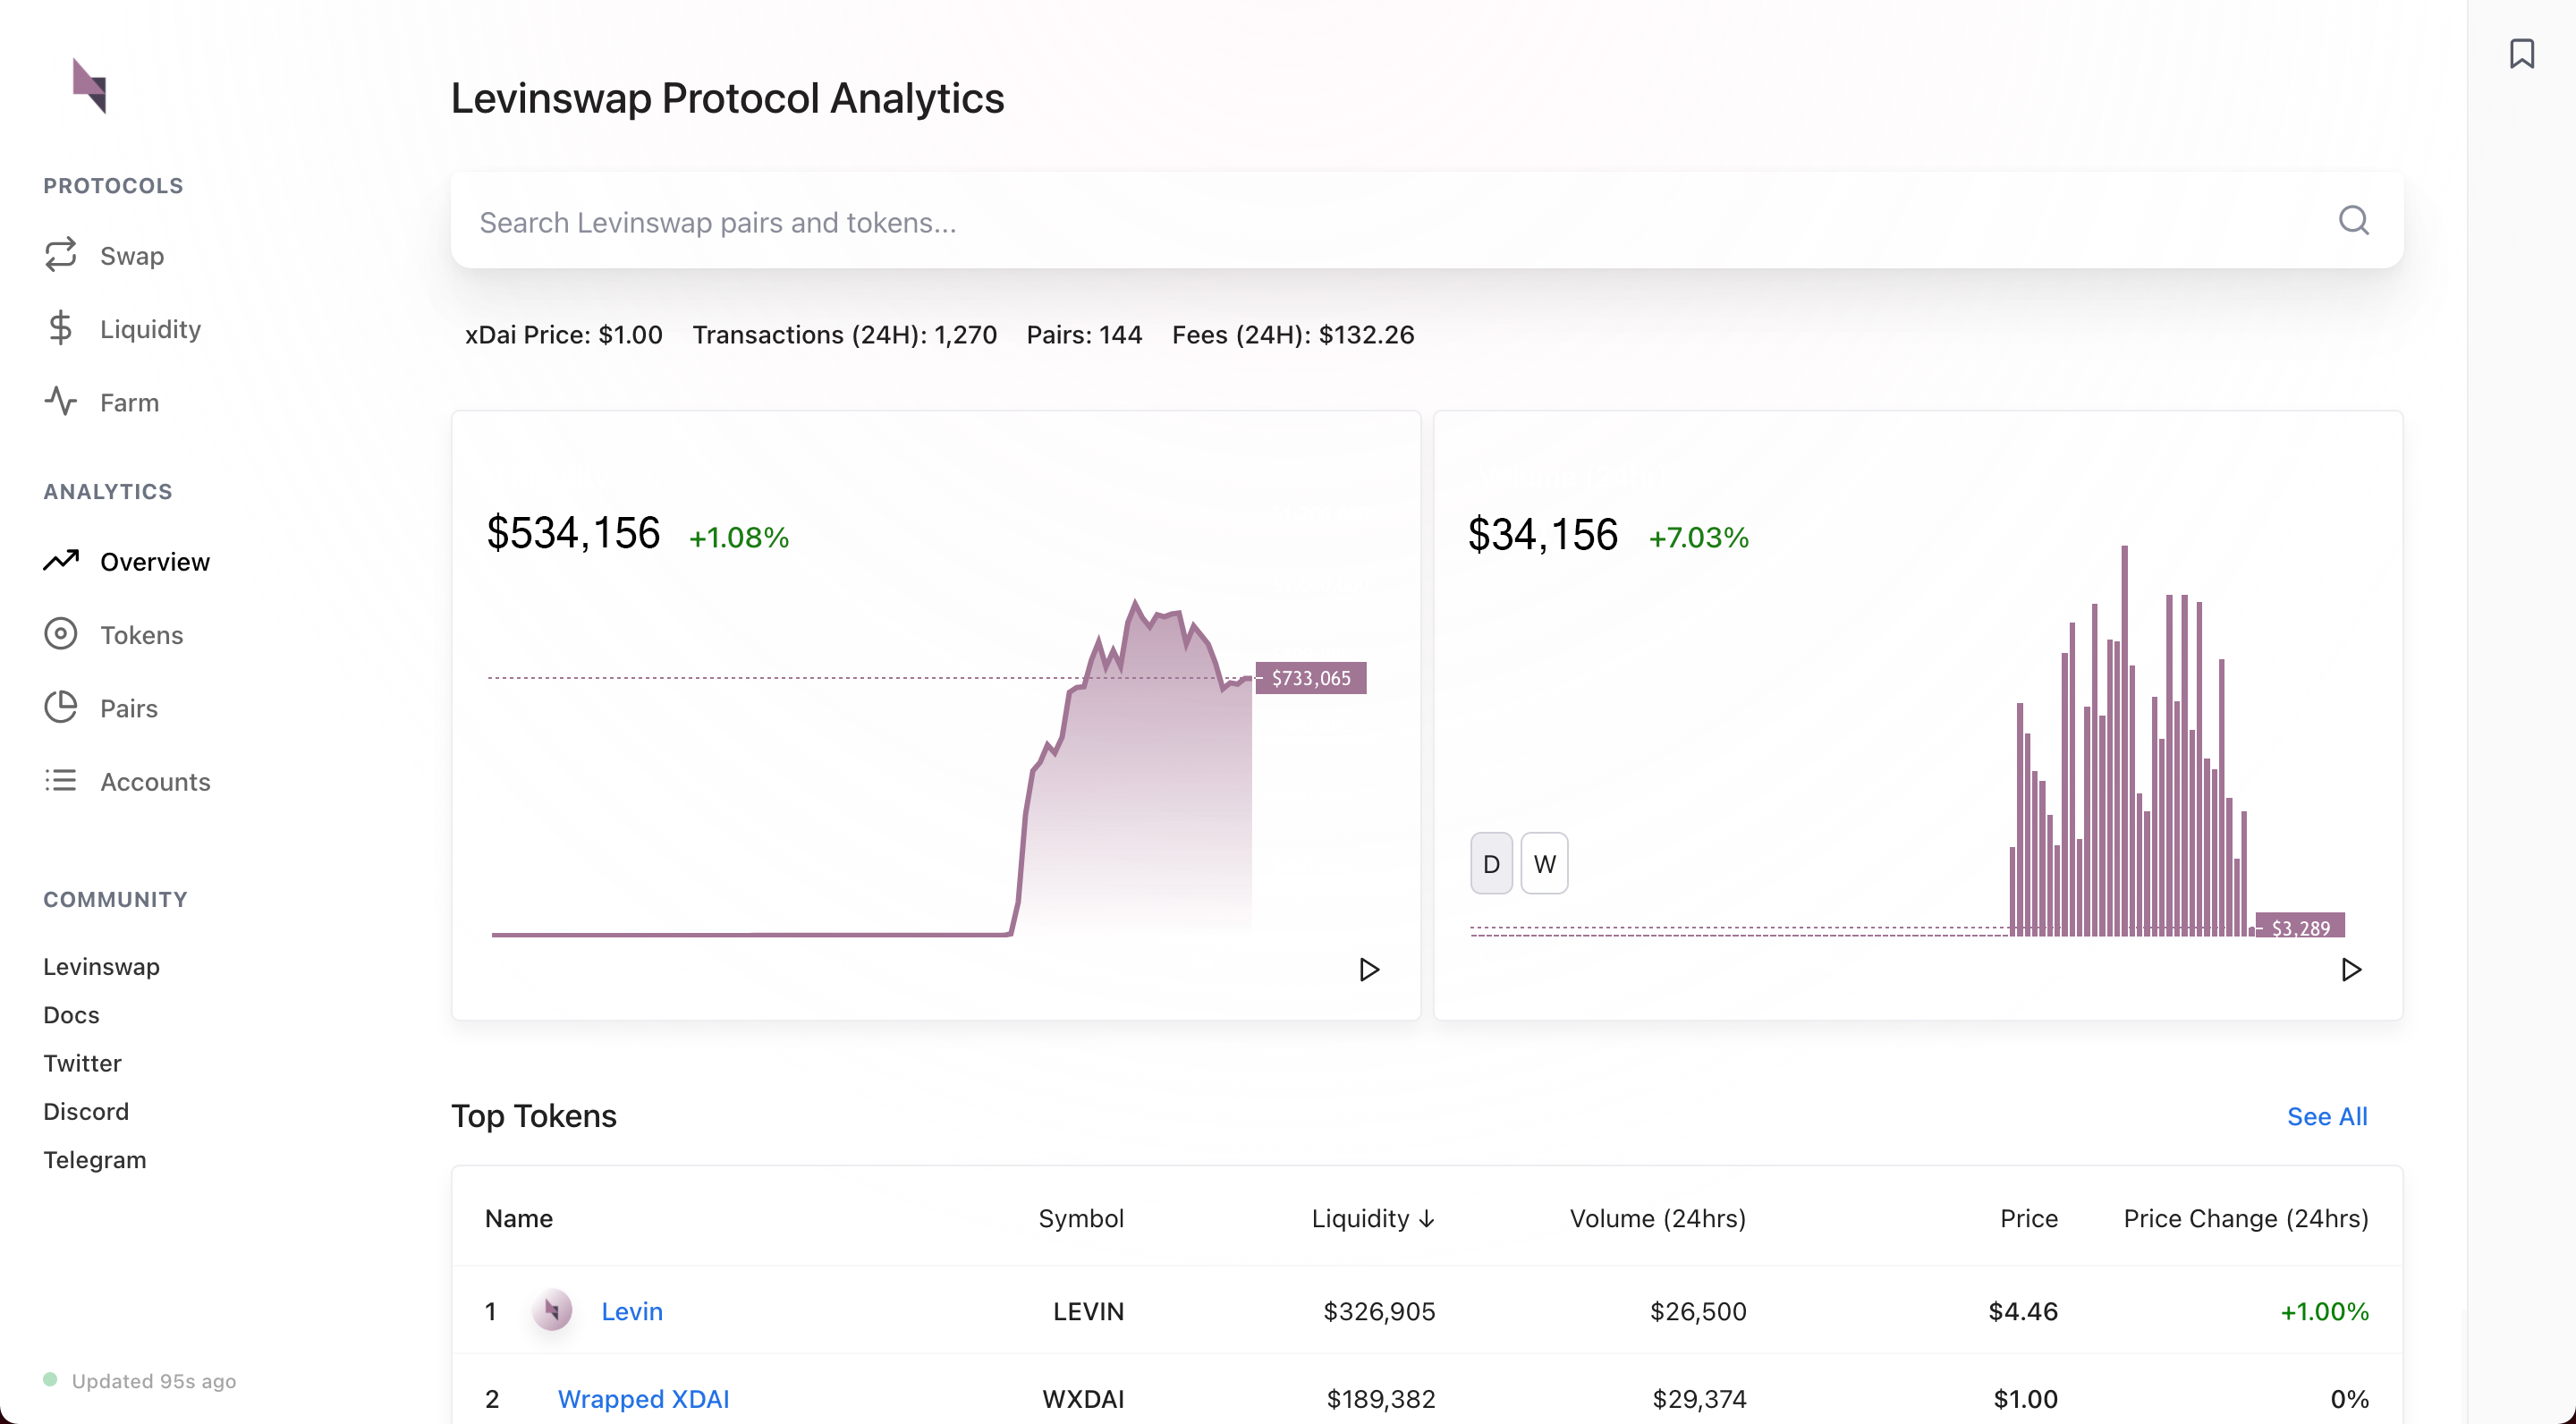 PROTOCOLS
Swap
Liquidity
Farm
ANALYTICS
Overview
Tokens
Pairs
Accounts
COMMUNITY
Levinswap
Docs
Twitter
Discord
Telegram
Updated 95s ago
Levinswap Protocol Analytics
Search Levinswap pairs and tokens...
xDai Price: $1.00 Transactions (24H): 1,270 Pairs: 144 Fees (24H): $132.26
$534,156 +1.08%
$733,065
$34,156 +7.03%
D W
$3,289
Top Tokens See All
Name Symbol Liquidity ↓ Volume (24hrs) Price Price Change (24hrs)
1 Levin LEVIN $326,905 $26,500 $4.46 +1.00%
2 Wrapped XDAI WXDAI $189,382 $29,374 $1.00 0%